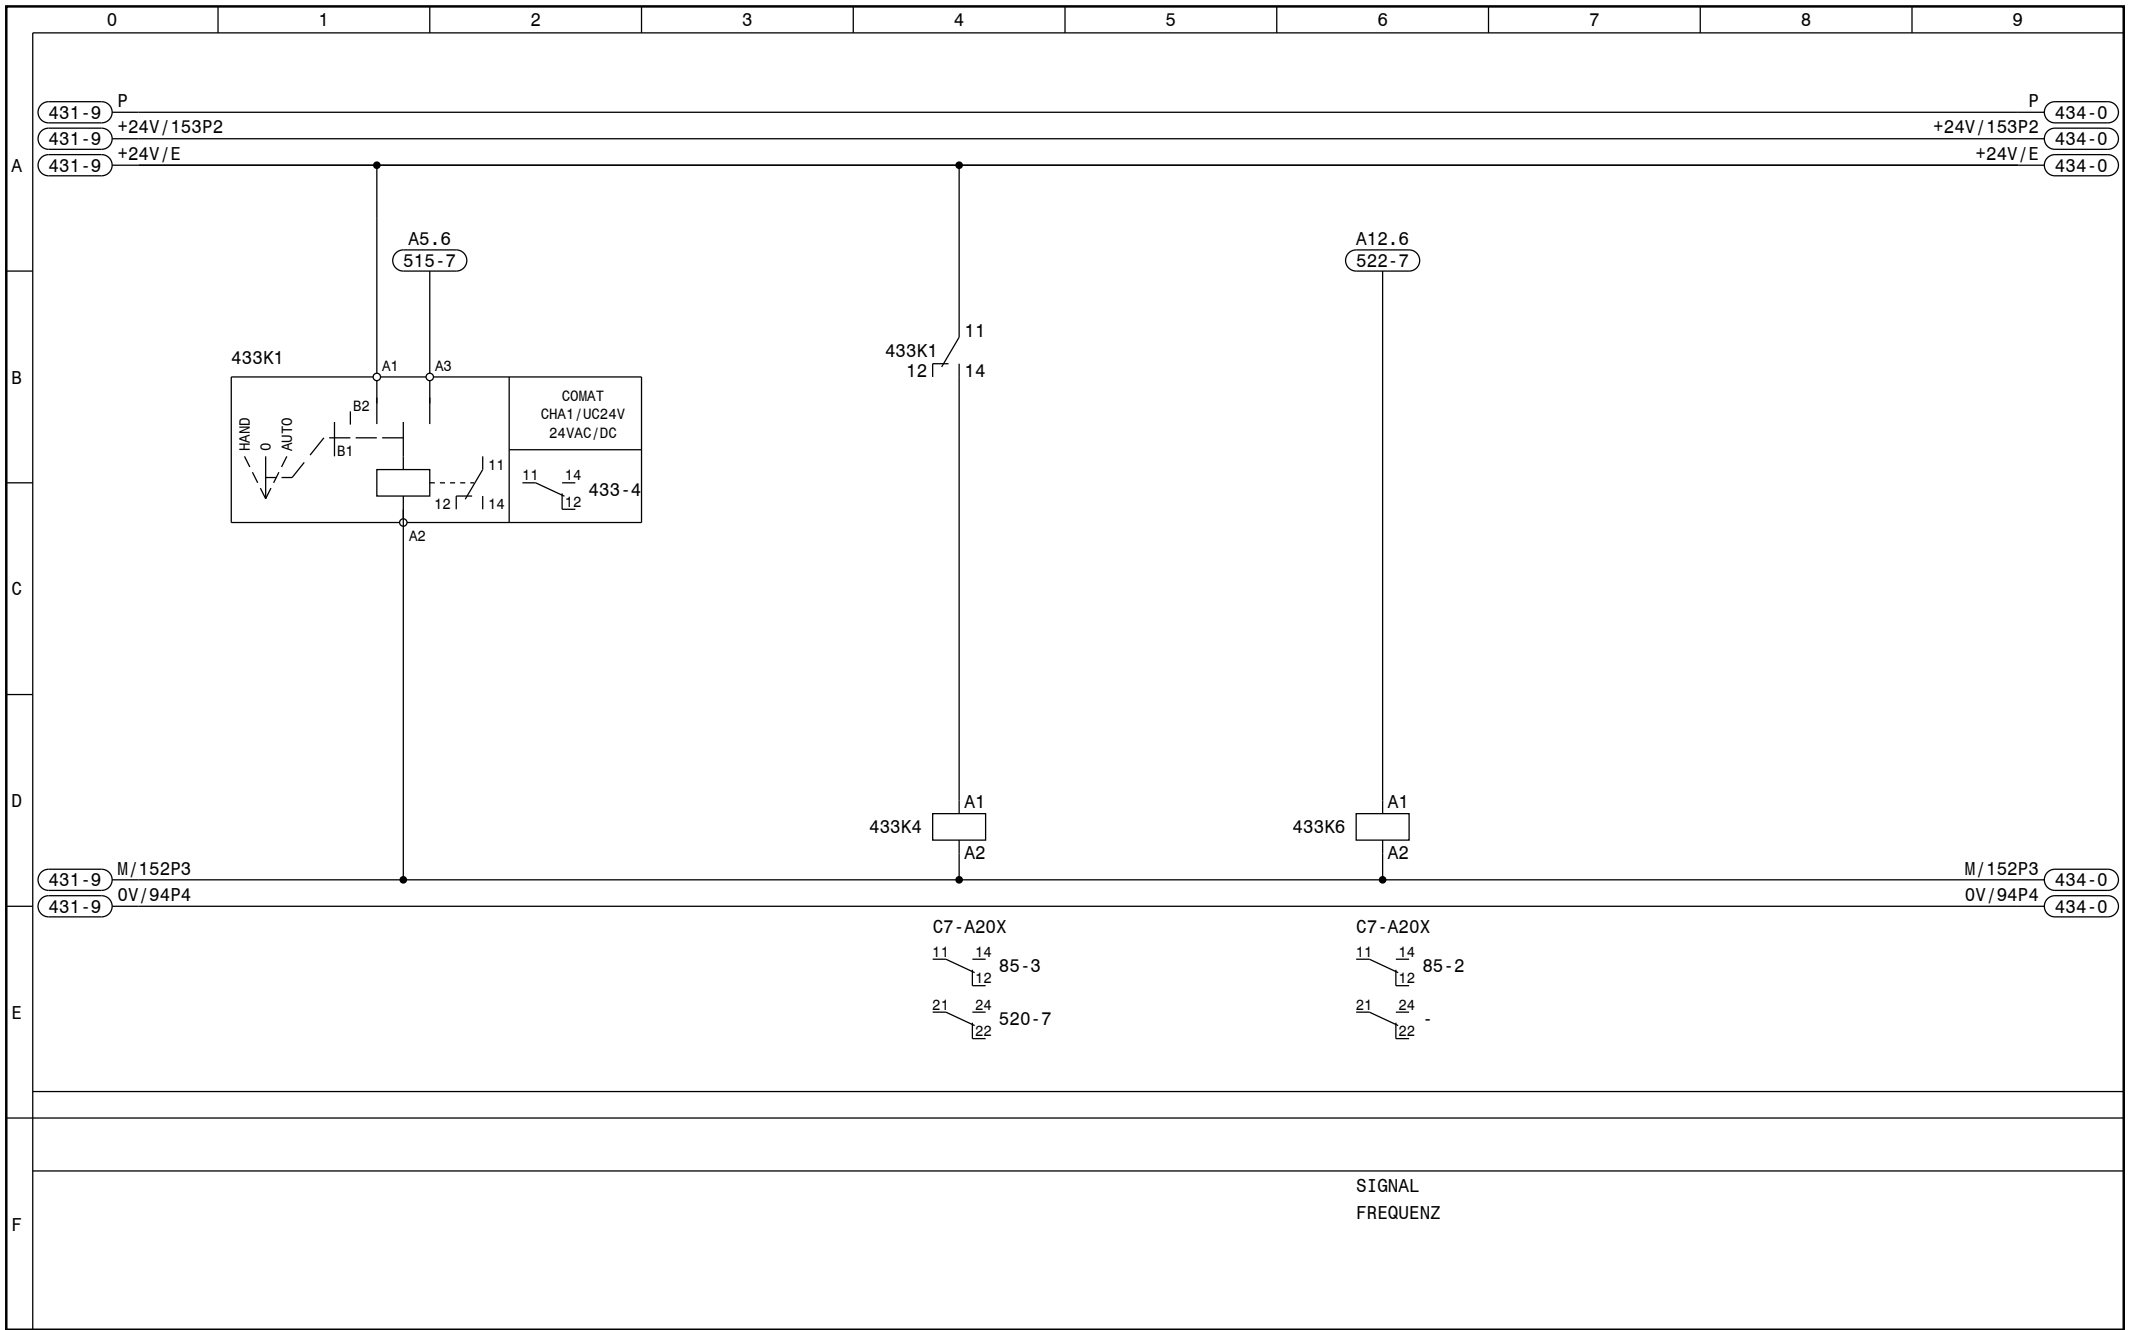 0 1 2 3 4 5 6 7 8 9
P P
431-9 434-0
+24V/153P2 +24V/153P2
431-9 434-0
+24V/E +24V/E
A 431-9 434-0
A5.6 A12.6
515-7 522-7
11
433K1 433K1
A1 A3 12 14
B
COMAT
B2 CHA1/UC24V
HAND 0 AUTO 24VAC/DC
B1
11 11 14
433-4
12 14 12
A2
C
D A1 A1
433K4 433K6
A2 A2
M/152P3 M/152P3
431-9 434-0
0V/94P4 0V/94P4
431-9 434-0
C7-A20X C7-A20X
11 14 11 14
85-3 85-2
12 12
E 21 24 21 24
520-7 -
22 22
SIGNAL
FREQUENZ
F